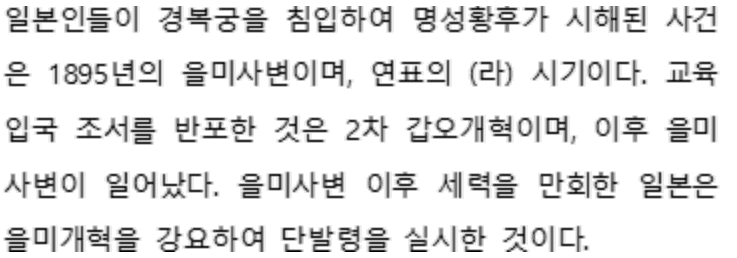 일본인들이 경복궁을 침입하여 명성황후가 시해된 사건
은 1895년의 을미사변이며, 연표의 (라) 시기이다. 교육
입국 조서를 반포한 것은 2차 갑오개혁이며, 이후 을미
사변이 일어났다. 을미사변 이후 세력을 만회한 일본은
을미개혁을 강요하여 단발령을 실시한 것이다.